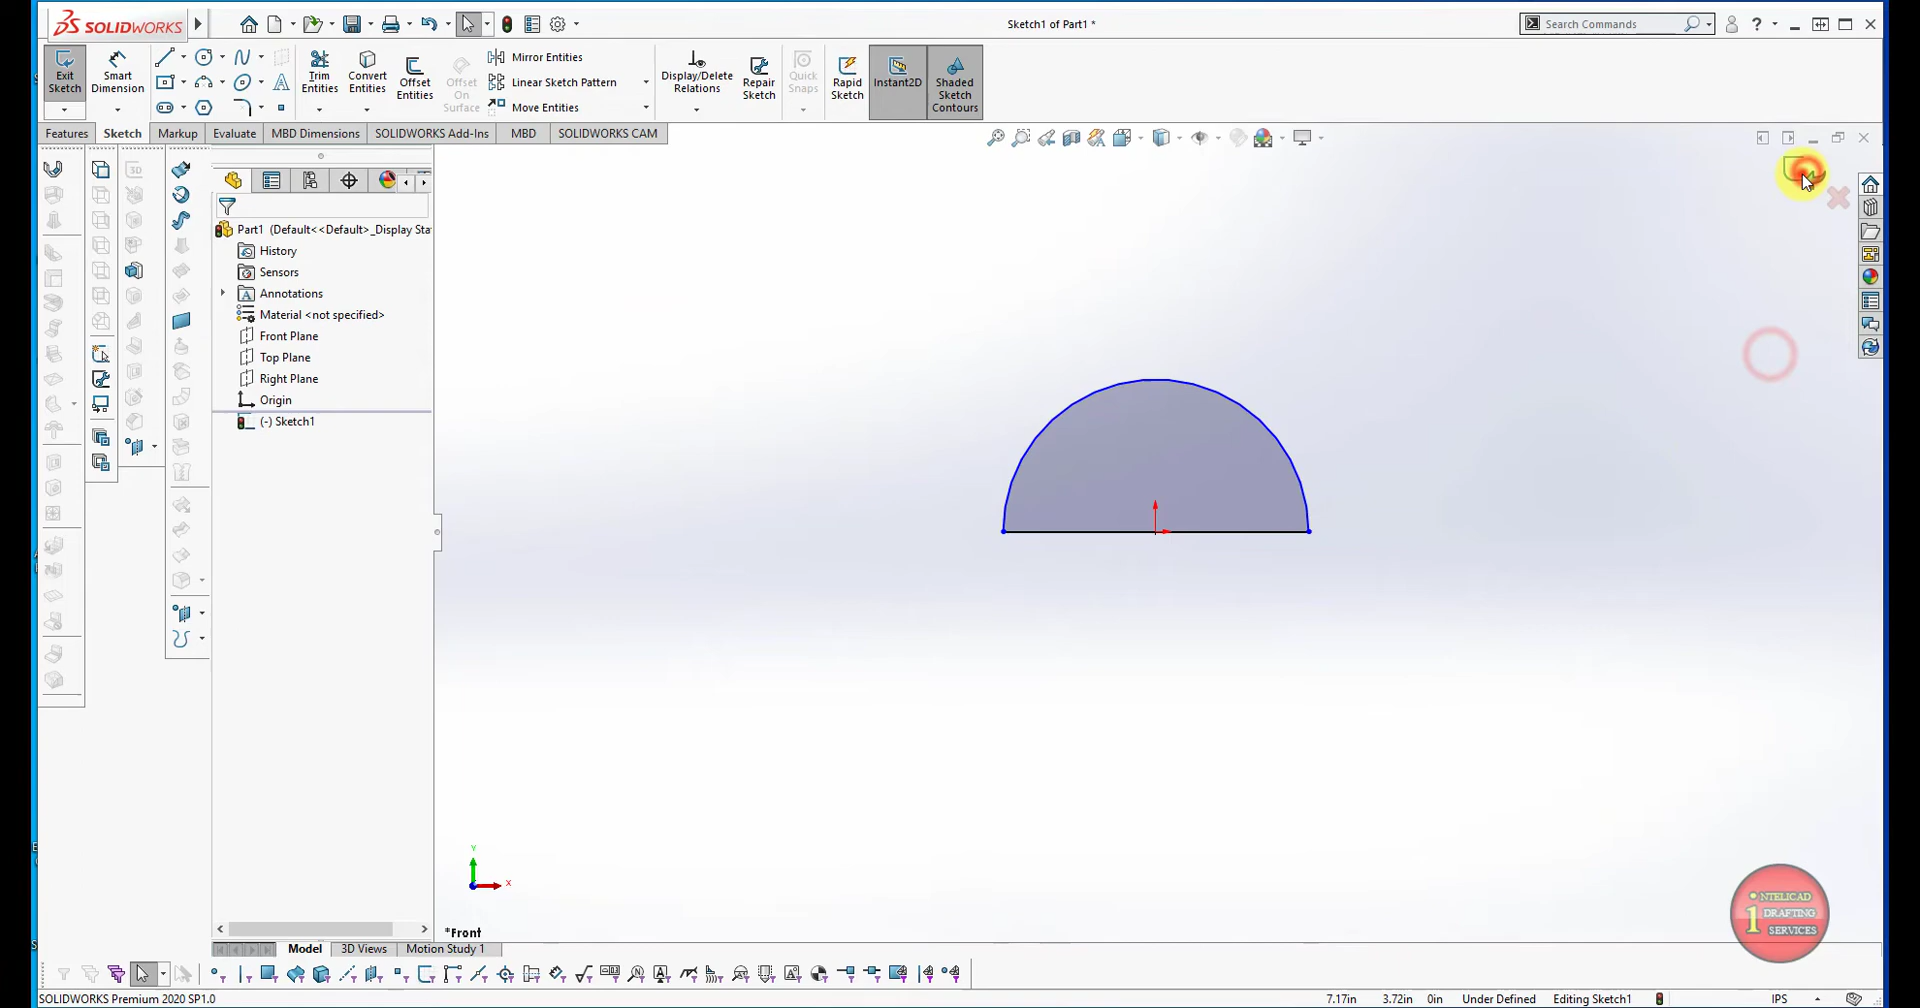 SOLIDWORKS
Sketch1 of Part1 *
Search Commands
Exit Sketch
Smart Dimension
Trim Entities
Convert Entities
Offset Entities
Offset On Surface
Mirror Entities
Linear Sketch Pattern
Move Entities
Display/Delete Relations
Repair Sketch
Quick Snaps
Rapid Sketch
Instant2D
Shaded Sketch Contours
Features
Sketch
Markup
Evaluate
MBD Dimensions
SOLIDWORKS Add-Ins
MBD
SOLIDWORKS CAM
Part1 (Default<<Default>_Display Sta
History
Sensors
Annotations
Material <not specified>
Front Plane
Top Plane
Right Plane
Origin
(-) Sketch1
Y
X
*Front
NTELICAD
1 DRAFTING
SERVICES
Model
3D Views
Motion Study 1
SOLIDWORKS Premium 2020 SP1.0
7.17in
3.72in
0in
Under Defined
Editing Sketch1
IPS